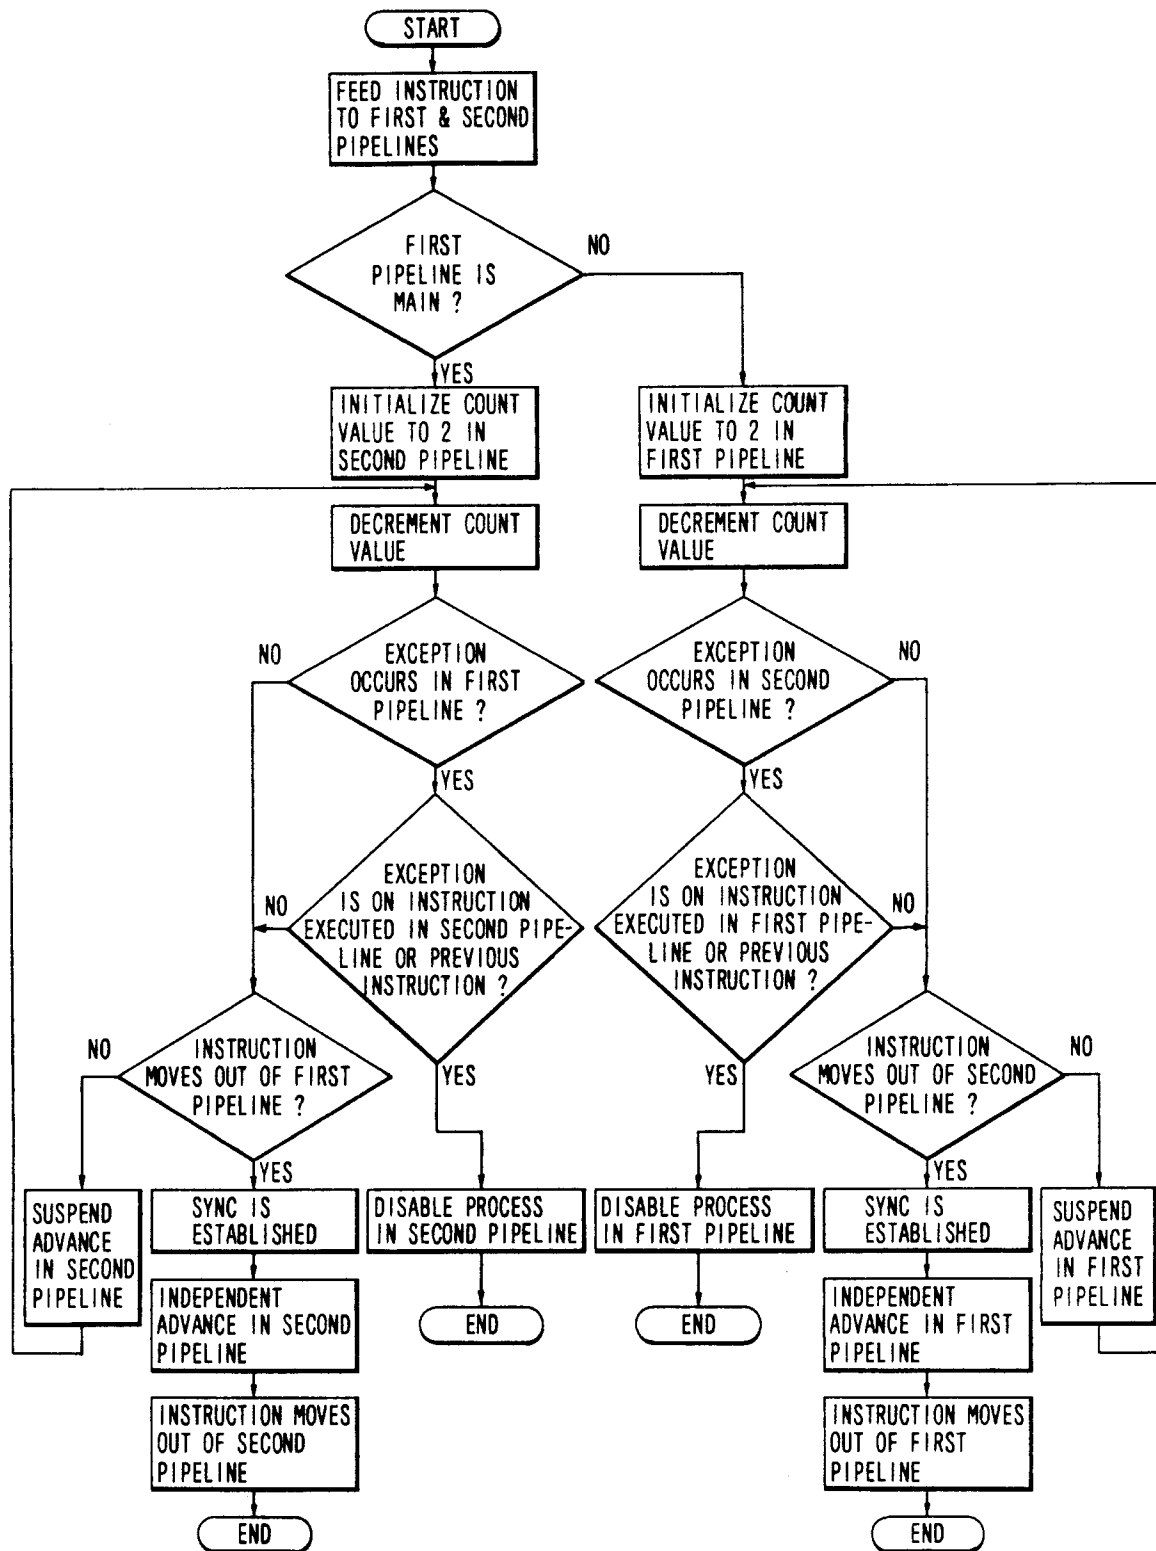 START
FEED INSTRUCTION
TO FIRST & SECOND
PIPELINES
FIRST
PIPELINE IS
MAIN ?
NO
YES
INITIALIZE COUNT
VALUE TO 2 IN
SECOND PIPELINE
INITIALIZE COUNT
VALUE TO 2 IN
FIRST PIPELINE
DECREMENT COUNT
VALUE
DECREMENT COUNT
VALUE
NO
EXCEPTION
OCCURS IN FIRST
PIPELINE ?
YES
EXCEPTION
OCCURS IN SECOND
PIPELINE ?
NO
YES
NO
EXCEPTION
IS ON INSTRUCTION
EXECUTED IN SECOND PIPE-
LINE OR PREVIOUS
INSTRUCTION ?
YES
EXCEPTION
IS ON INSTRUCTION
EXECUTED IN FIRST PIPE-
LINE OR PREVIOUS
INSTRUCTION ?
NO
YES
NO
INSTRUCTION
MOVES OUT OF FIRST
PIPELINE ?
YES
INSTRUCTION
MOVES OUT OF SECOND
PIPELINE ?
NO
YES
SUSPEND
ADVANCE
IN SECOND
PIPELINE
SYNC IS
ESTABLISHED
DISABLE PROCESS
IN SECOND PIPELINE
DISABLE PROCESS
IN FIRST PIPELINE
SYNC IS
ESTABLISHED
SUSPEND
ADVANCE
IN FIRST
PIPELINE
INDEPENDENT
ADVANCE IN SECOND
PIPELINE
END
END
INDEPENDENT
ADVANCE IN FIRST
PIPELINE
INSTRUCTION MOVES
OUT OF SECOND
PIPELINE
INSTRUCTION MOVES
OUT OF FIRST
PIPELINE
END
END